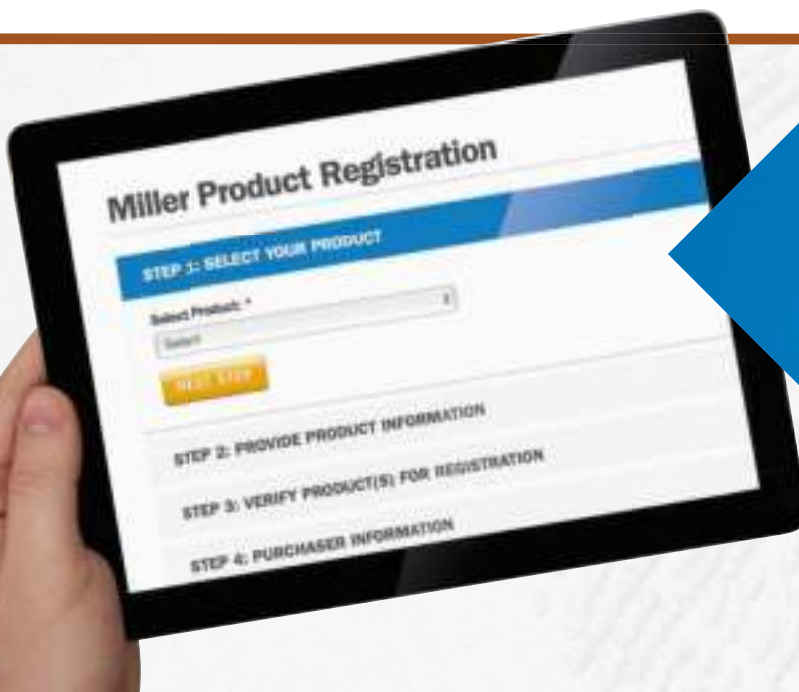 Miller Product Registration
STEP 1: SELECT YOUR PRODUCT
Select Product: *
Select
NEXT STEP
STEP 2: PROVIDE PRODUCT INFORMATION
STEP 3: VERIFY PRODUCT(S) FOR REGISTRATION
STEP 4: PURCHASER INFORMATION